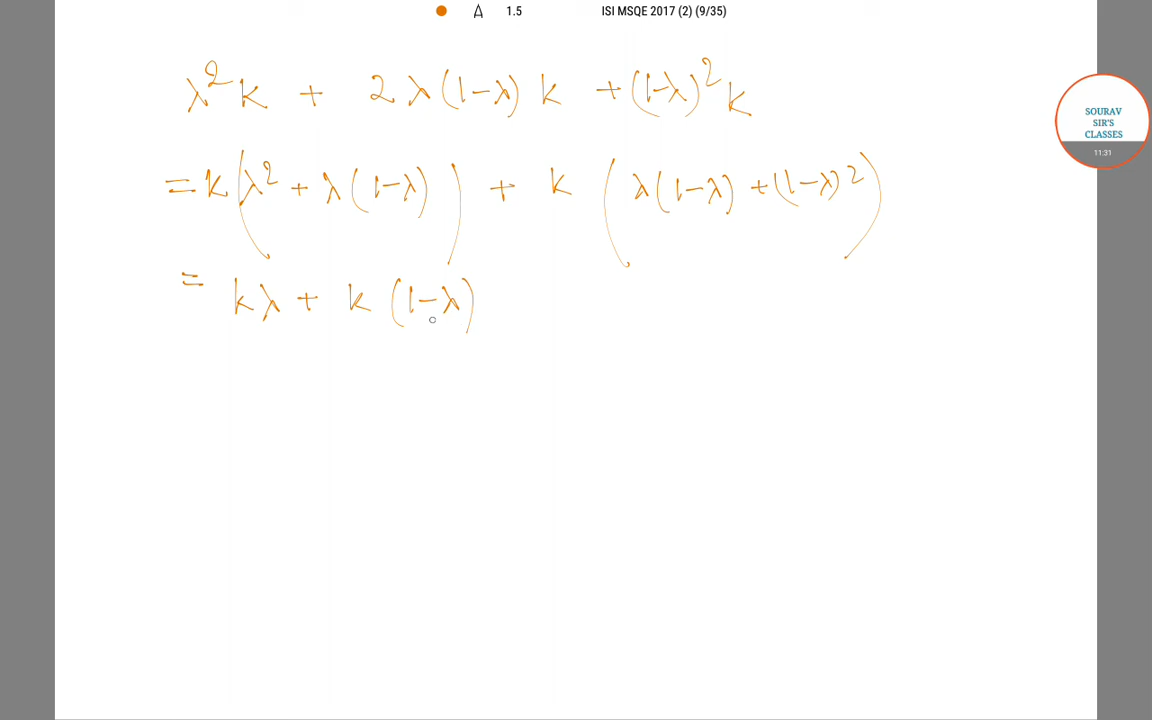 A 1.5 ISI MSQE 2017 (2) (9/35)
λ²k + 2λ(1-λ)k + (1-λ)²k
= k(λ² + λ(1-λ)) + k (λ(1-λ) + (1-λ)²)
= kλ + k (1-λ)
SOURAV
SIR'S
CLASSES
11:31